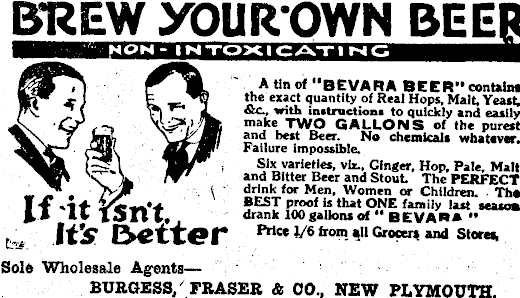 BREW YOUR OWN BEER
NON-INTOXICATING
A tin of "BEVARA BEER" contains
the exact quantity of Real Hops, Malt, Yeast,
&c., with instructions to quickly and easily
make TWO GALLONS of the purest
and best Beer. No chemicals whatever.
Failure impossible.
Six varieties, viz., Ginger, Hop, Pale, Malt
and Bitter Beer and Stout. The PERFECT
drink for Men, Women or Children. The
BEST proof is that ONE family last season
drank 100 gallons of "BEVARA"
Price 1/6 from all Grocers and Stores,
If it isn't,
It's Better
Sole Wholesale Agents—
BURGESS, FRASER & CO., NEW PLYMOUTH.